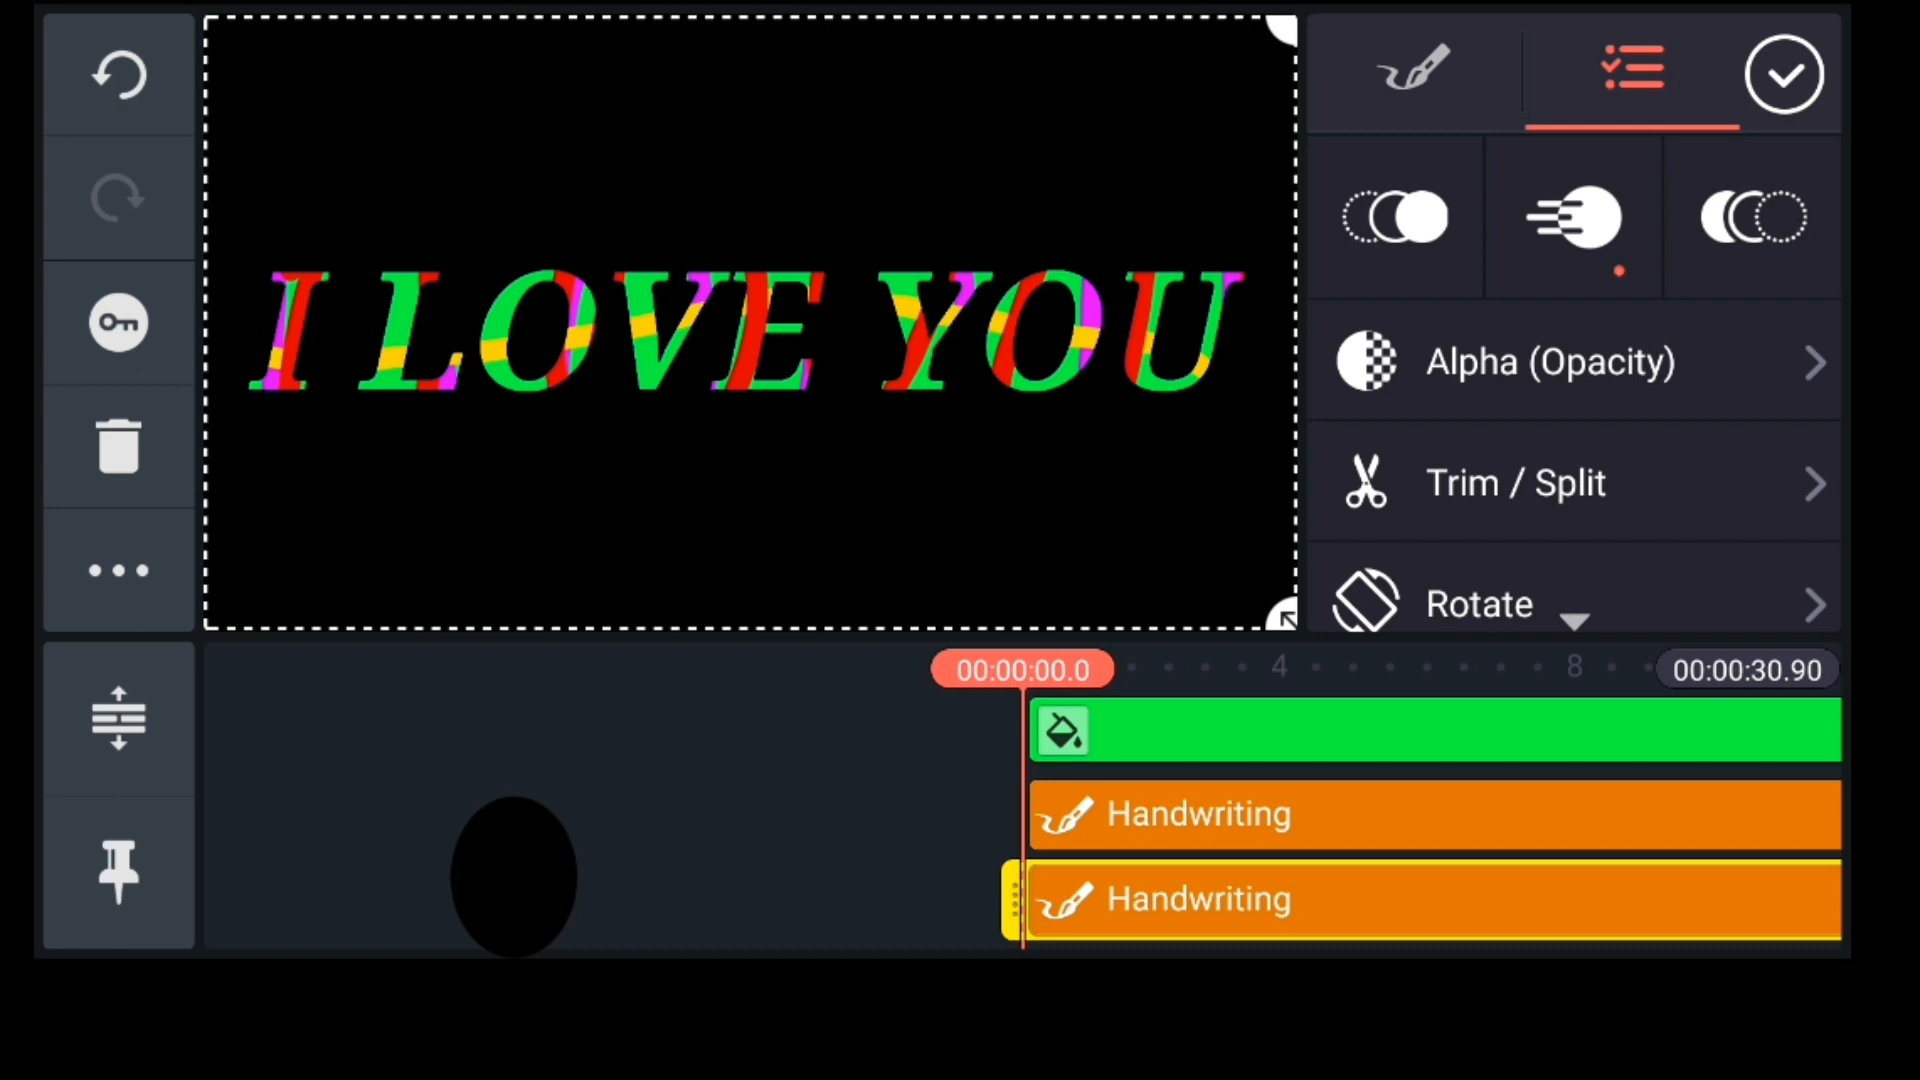 I LOVE YOU
Alpha (Opacity)
Trim / Split
Rotate
00:00:00.0
4
8
00:00:30.90
Handwriting
Handwriting